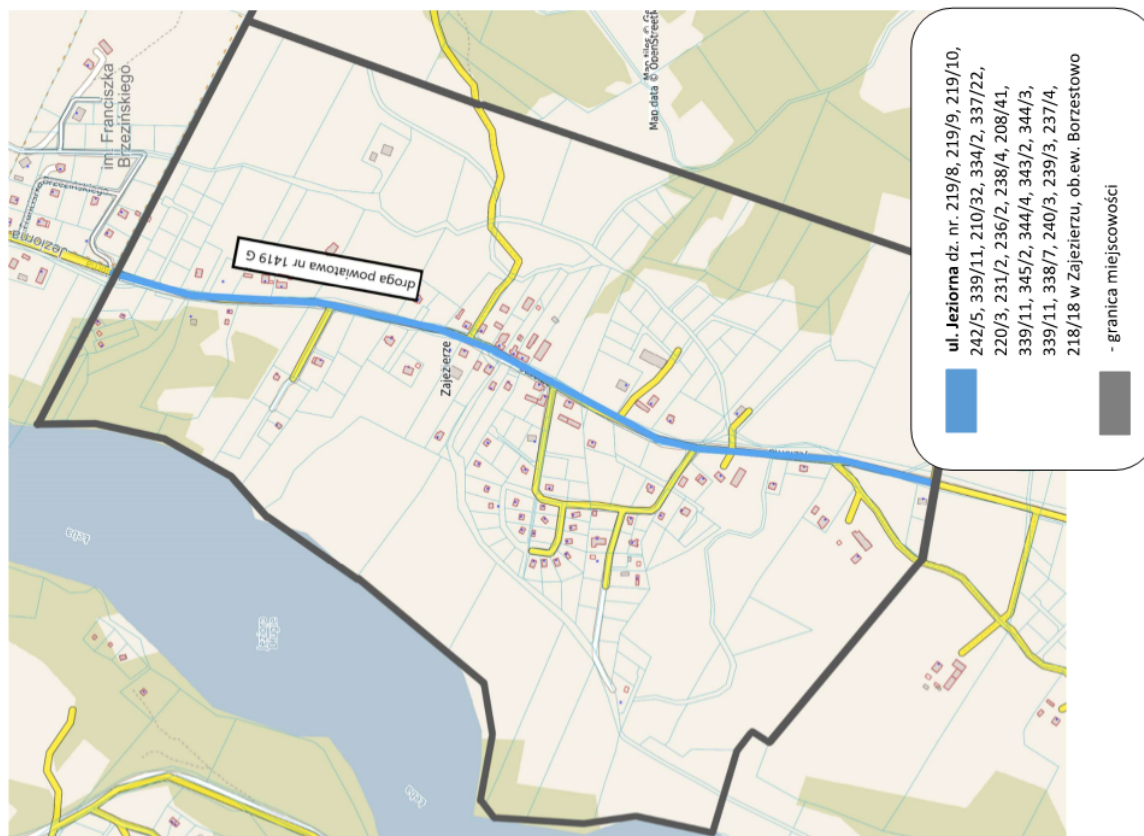 im. Franciszka
Brzezińskiego
Jeziorna
droga powiatowa nr 1419 G
Zajezierze
Map data © OpenStreetMap
ul. Jeziorna dz. nr. 219/8, 219/9, 219/10,
242/5, 339/11, 210/32, 334/2, 337/22,
220/3, 231/2, 236/2, 238/4, 208/41,
339/11, 345/2, 344/4, 343/2, 344/3,
339/11, 338/7, 240/3, 239/3, 237/4,
218/18 w Zajezierzu, ob.ew. Borzestowo
- granica miejscowości